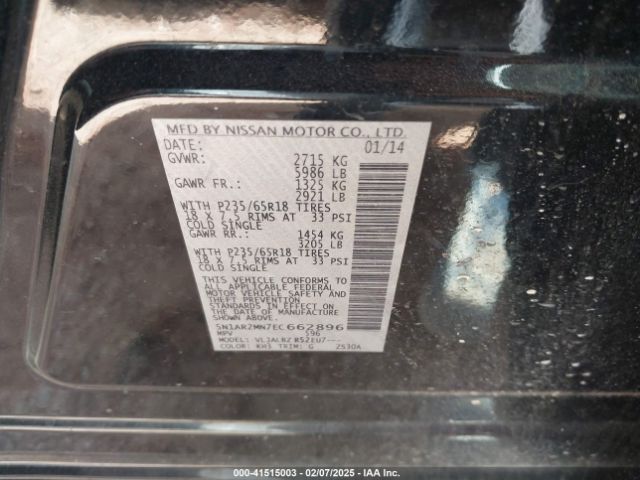 MFD BY NISSAN MOTOR CO., LTD.
DATE: 01/14
GVWR: 2715 KG
5986 LB
GAWR FR.: 1325 KG
2921 LB
WITH P235/65R18 TIRES
18 X 7.5 RIMS AT 33 PSI
COLD SINGLE
GAWR RR.: 1454 KG
3205 LB
WITH P235/65R18 TIRES
18 X 7.5 RIMS AT 33 PSI
COLD SINGLE
THIS VEHICLE CONFORMS TO
ALL APPLICABLE FEDERAL
MOTOR VEHICLE SAFETY AND
THEFT PREVENTION
STANDARDS IN EFFECT ON
THE DATE OF MANUFACTURE
SHOWN ABOVE.
5N1AR2MN7EC662896
MPV 596
MODEL: VLJALRZ R52EU7---
COLOR: KH3 TRIM: G ZS30A
000-41515003 - 02/07/2025 - IAA Inc.